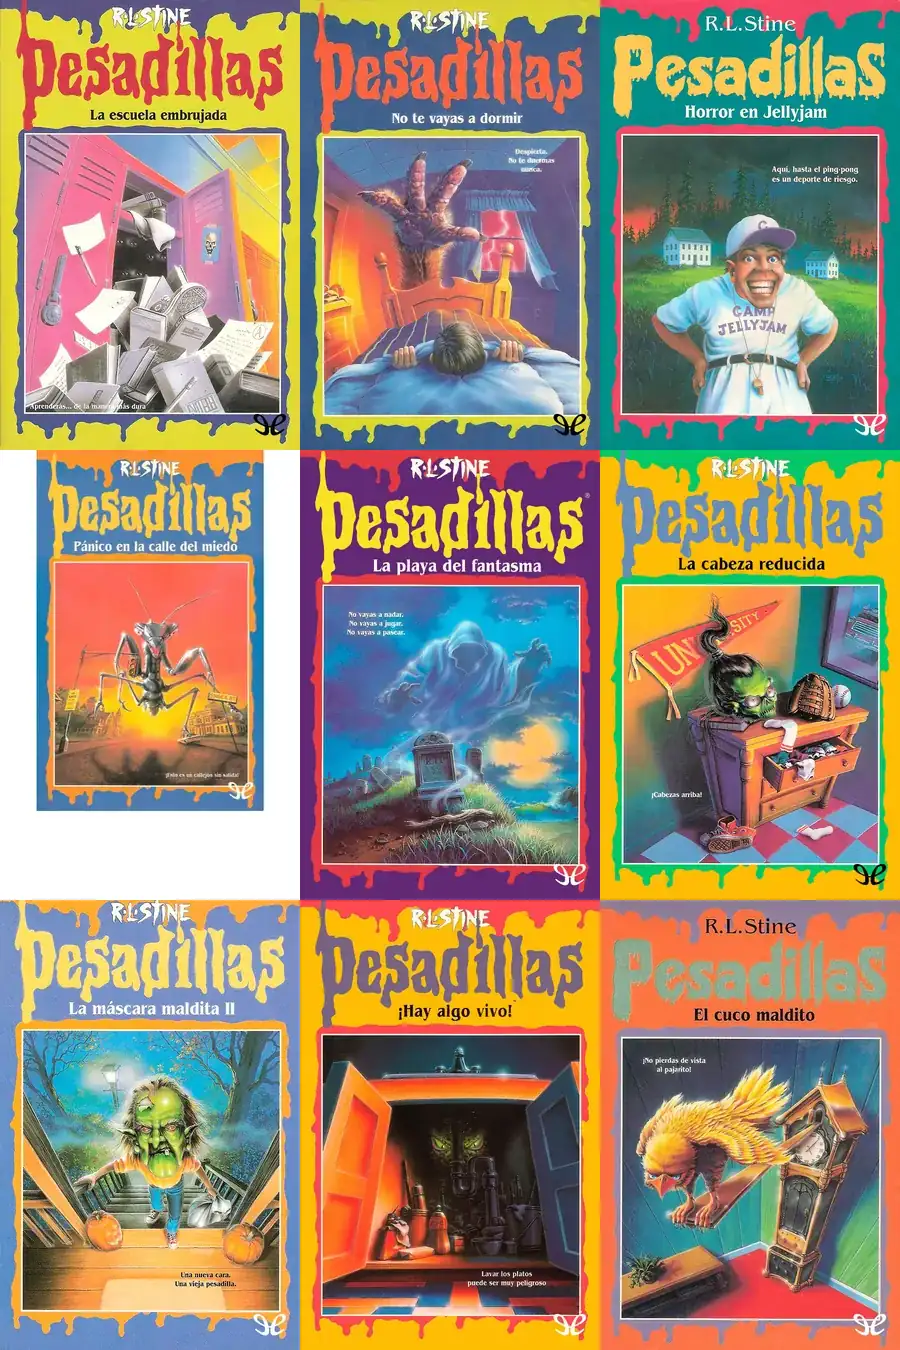 R.L.STINE
Pesadillas
La escuela embrujada
Aprenderás... de la manera más dura
R.L.STINE
Pesadillas
No te vayas a dormir
Despierta.
No te duermas
nunca.
R.L.Stine
Pesadillas
Horror en Jellyjam
Aquí, hasta el ping-pong
es un deporte de riesgo.
C
CAMP
JELLYJAM
R.L.STINE
Pesadillas
Pánico en la calle del miedo
¡Esto es un callejón sin salida!
R.L.STINE
Pesadillas®
La playa del fantasma
No vayas a nadar.
No vayas a jugar.
No vayas a pasear.
R.L.STINE
Pesadillas
La cabeza reducida
UN SITY
¡Cabezas arriba!
R.L.STINE
Pesadillas
La máscara maldita II
Una nueva cara.
Una vieja pesadilla.
R.L.STINE
Pesadillas
¡Hay algo vivo!
Lavar los platos
puede ser muy peligroso
R.L.Stine
Pesadillas
El cuco maldito
¡No pierdas de vista
al pajarito!